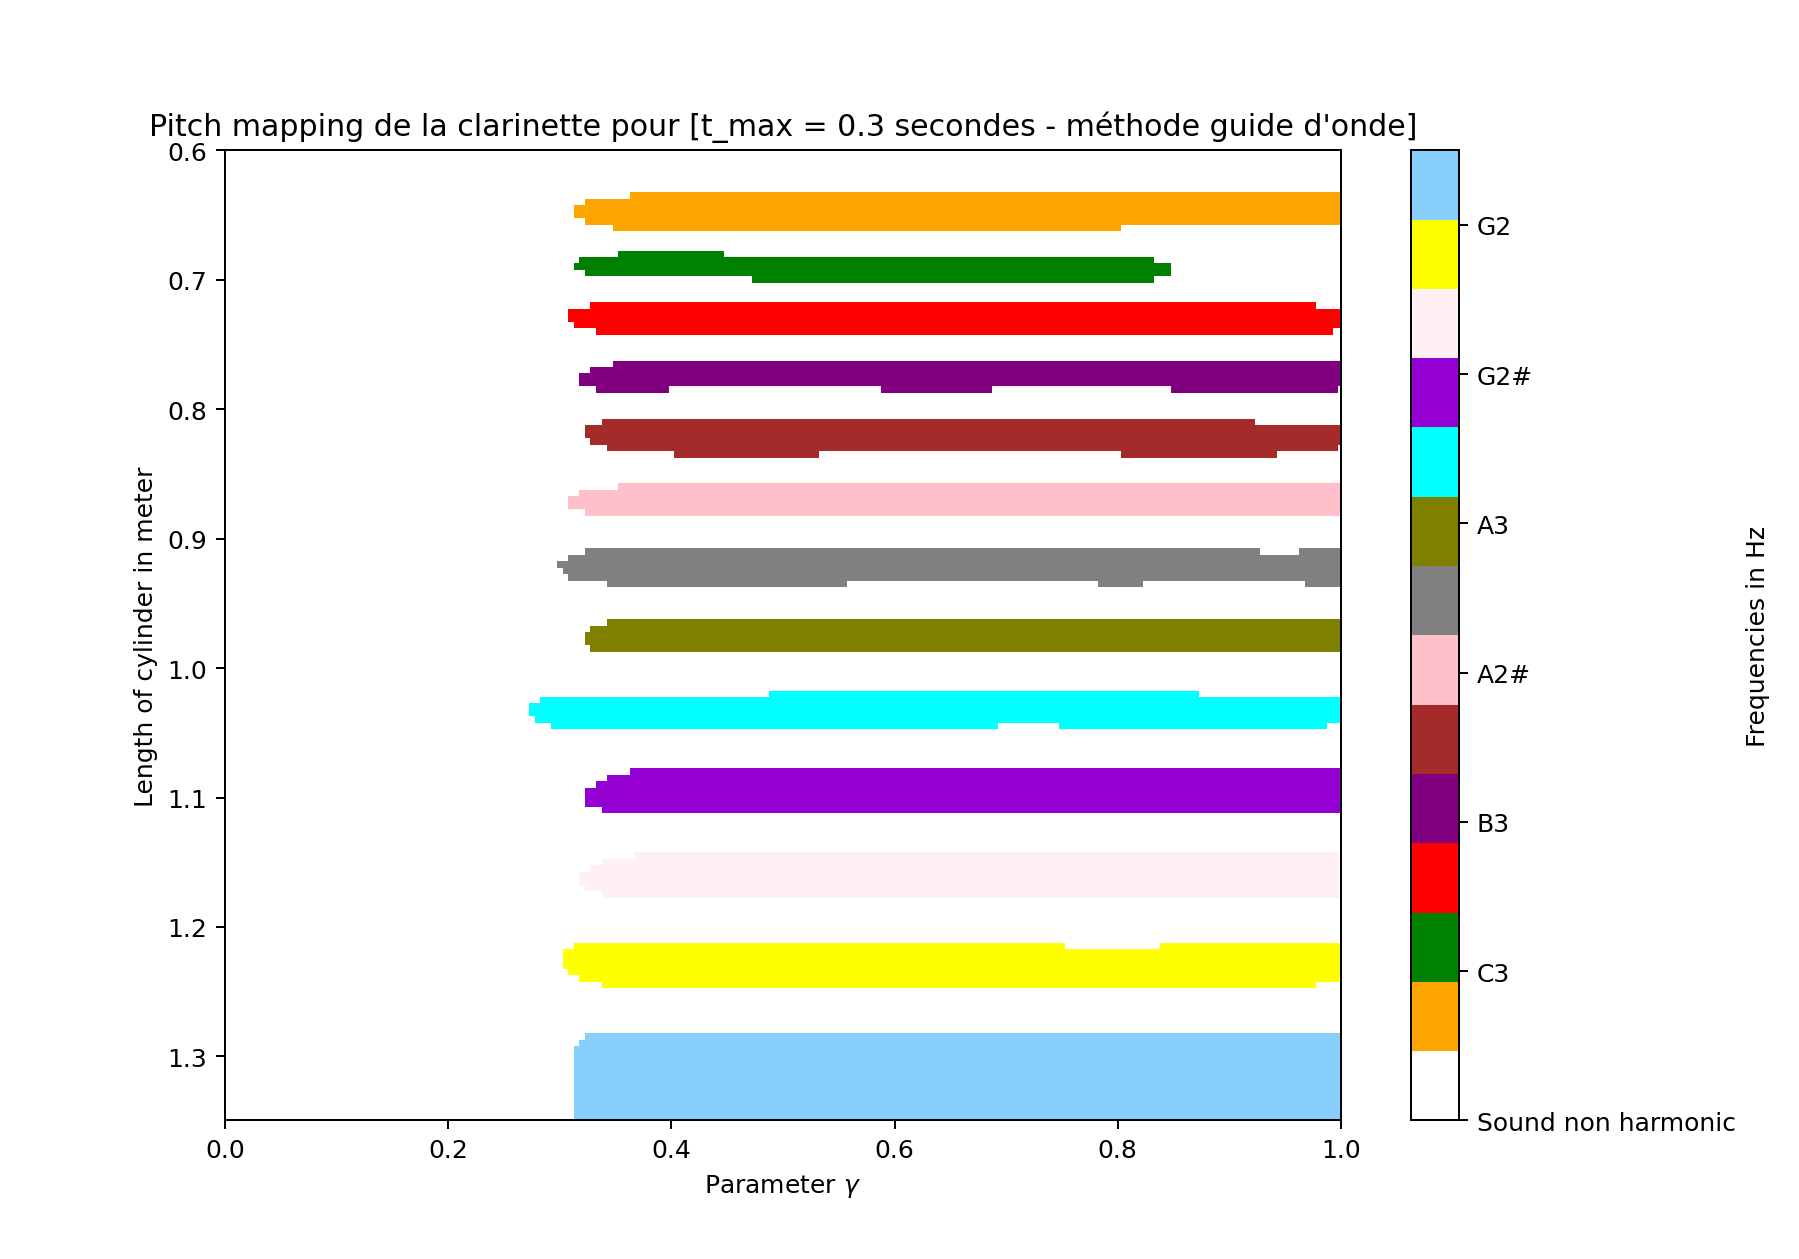 Pitch mapping de la clarinette pour [t_max = 0.3 secondes - méthode guide d'onde]
0.6
0.7
0.8
0.9
1.0
1.1
1.2
1.3
Length of cylinder in meter
0.0 0.2 0.4 0.6 0.8 1.0
Parameter γ
G2
G2#
A3
A2#
B3
C3
Sound non harmonic
Frequencies in Hz